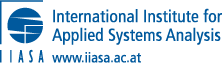 International Institute for
Applied Systems Analysis
IIASA www.iiasa.ac.at